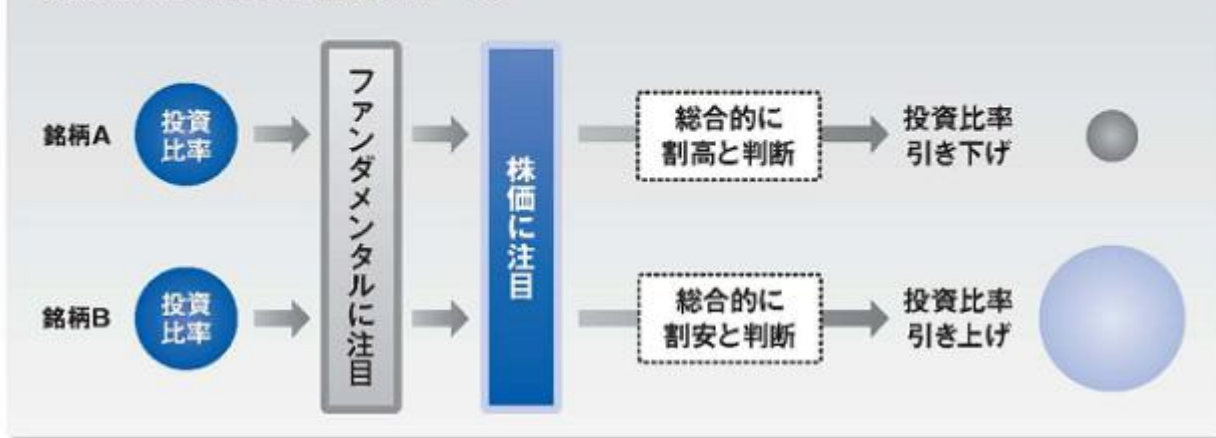 銘柄A
投資
比率
ファンダメンタルに注目
株価に注目
総合的に
割高と判断
投資比率
引き下げ
銘柄B
投資
比率
総合的に
割安と判断
投資比率
引き上げ